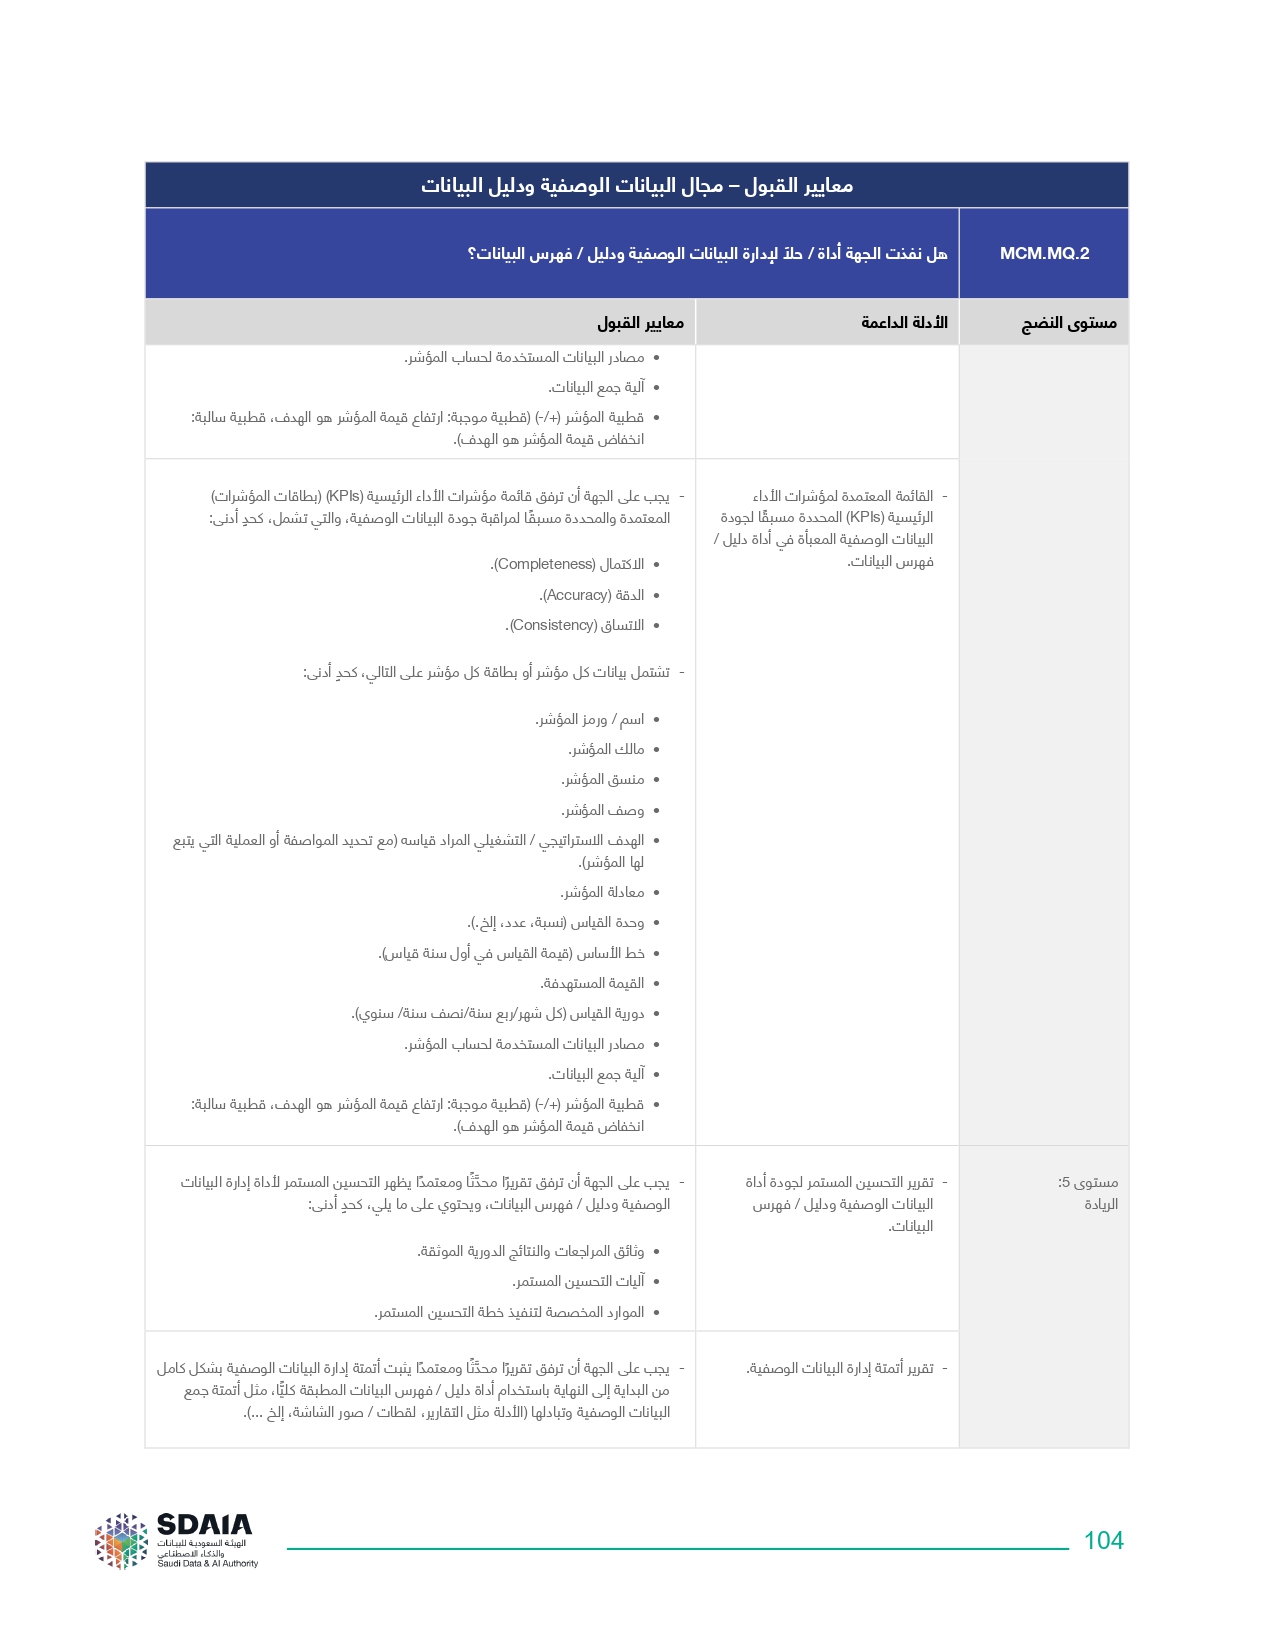 معايير القبول – مجال البيانات الوصفية ودليل البيانات
MCM.MQ.2
هل نفذت الجهة أداة / حلاً لإدارة البيانات الوصفية ودليل / فهرس البيانات؟
مستوى النضج
الأدلة الداعمة
معايير القبول
• مصادر البيانات المستخدمة لحساب المؤشر.
• آلية جمع البيانات.
• قطبية المؤشر (+/-) (قطبية موجبة: ارتفاع قيمة المؤشر هو الهدف، قطبية سالبة:
انخفاض قيمة المؤشر هو الهدف).
- القائمة المعتمدة لمؤشرات الأداء
الرئيسية (KPIs) المحددة مسبقًا لجودة
البيانات الوصفية المعبأة في أداة دليل /
فهرس البيانات.
- يجب على الجهة أن ترفق قائمة مؤشرات الأداء الرئيسية (KPIs) (بطاقات المؤشرات)
المعتمدة والمحددة مسبقًا لمراقبة جودة البيانات الوصفية، والتي تشمل، كحدٍ أدنى:
• الاكتمال (Completeness).
• الدقة (Accuracy).
• الاتساق (Consistency).
- تشتمل بيانات كل مؤشر أو بطاقة كل مؤشر على التالي، كحدٍ أدنى:
• اسم / ورمز المؤشر.
• مالك المؤشر.
• منسق المؤشر.
• وصف المؤشر.
• الهدف الاستراتيجي / التشغيلي المراد قياسه (مع تحديد المواصفة أو العملية التي يتبع
لها المؤشر).
• معادلة المؤشر.
• وحدة القياس (نسبة، عدد، إلخ.).
• خط الأساس (قيمة القياس في أول سنة قياس).
• القيمة المستهدفة.
• دورية القياس (كل شهر/ربع سنة/نصف سنة/ سنوي).
• مصادر البيانات المستخدمة لحساب المؤشر.
• آلية جمع البيانات.
• قطبية المؤشر (+/-) (قطبية موجبة: ارتفاع قيمة المؤشر هو الهدف، قطبية سالبة:
انخفاض قيمة المؤشر هو الهدف).
مستوى 5:
الريادة
- تقرير التحسين المستمر لجودة أداة
البيانات الوصفية ودليل / فهرس
البيانات.
- يجب على الجهة أن ترفق تقريرًا محدَّثًا ومعتمدًا يظهر التحسين المستمر لأداة إدارة البيانات
الوصفية ودليل / فهرس البيانات، ويحتوي على ما يلي، كحدٍ أدنى:
• وثائق المراجعات والنتائج الدورية الموثقة.
• آليات التحسين المستمر.
• الموارد المخصصة لتنفيذ خطة التحسين المستمر.
- تقرير أتمتة إدارة البيانات الوصفية.
- يجب على الجهة أن ترفق تقريرًا محدَّثًا ومعتمدًا يثبت أتمتة إدارة البيانات الوصفية بشكل كامل
من البداية إلى النهاية باستخدام أداة دليل / فهرس البيانات المطبقة كليًّا، مثل أتمتة جمع
البيانات الوصفية وتبادلها (الأدلة مثل التقارير، لقطات / صور الشاشة، إلخ ...).
SDAIA
الهيئة السعودية للبيانات
والذكاء الاصطناعي
Saudi Data & AI Authority
104